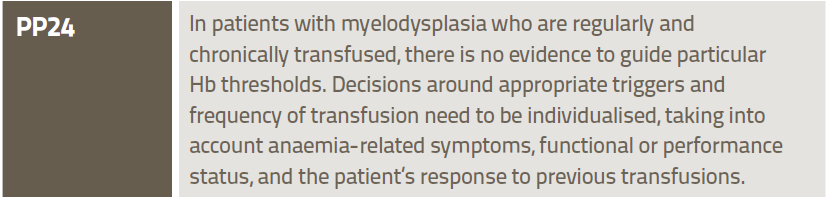 PP24
In patients with myelodysplasia who are regularly and
chronically transfused, there is no evidence to guide particular
Hb thresholds. Decisions around appropriate triggers and
frequency of transfusion need to be individualised, taking into
account anaemia-related symptoms, functional or performance
status, and the patient's response to previous transfusions.